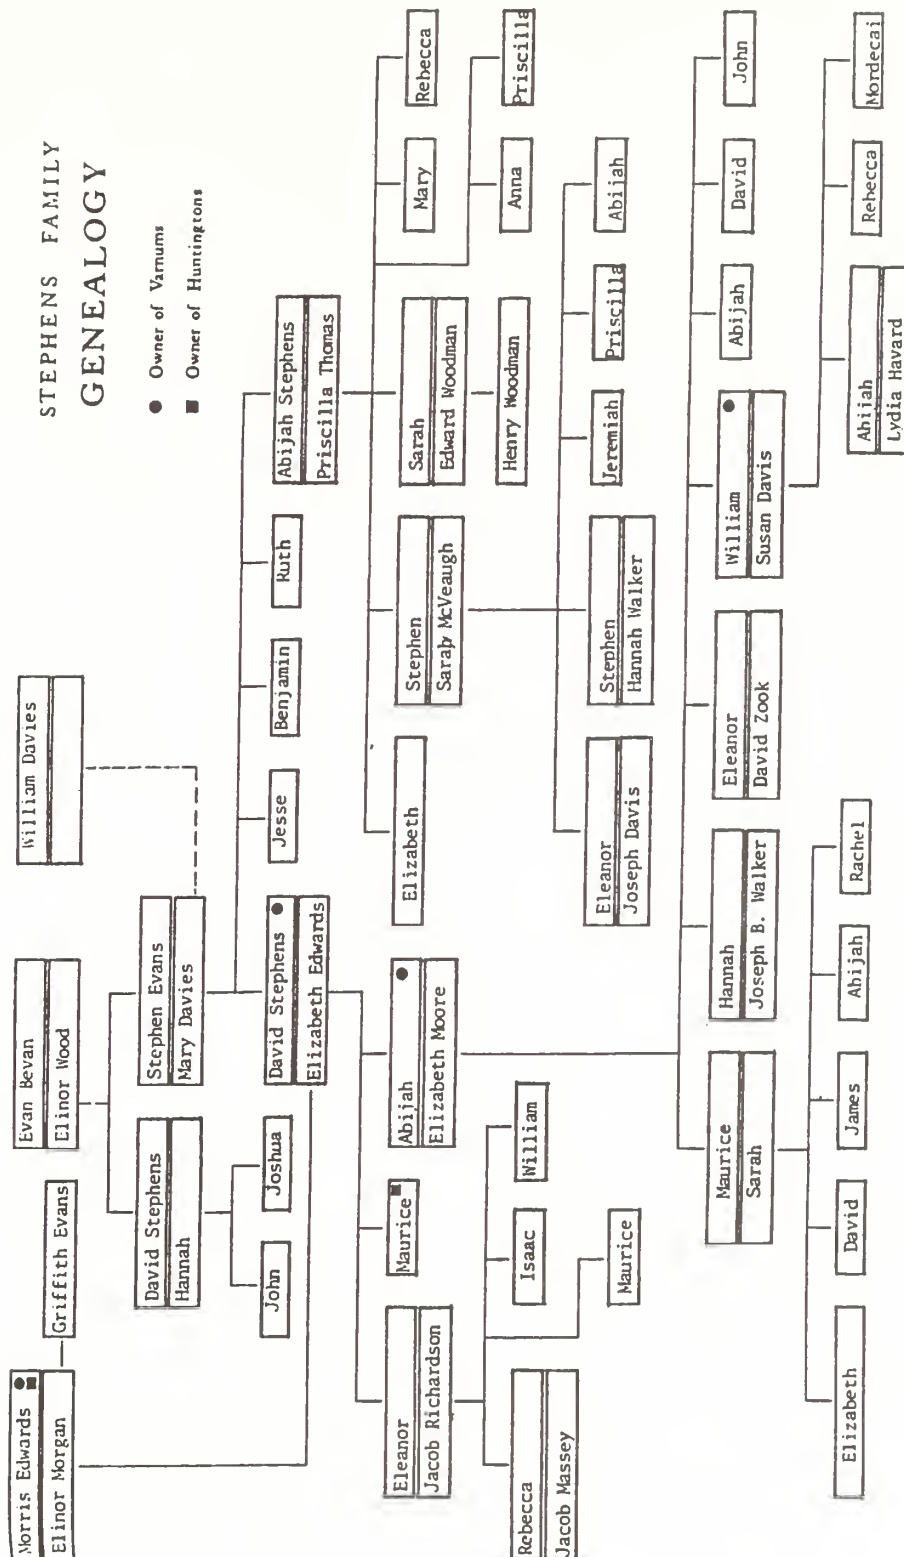 STEPHENS FAMILY
GENEALOGY
● Owner of Varnums
■ Owner of Huntingtons
Morris Edwards ● ■
Elinor Morgan
Griffith Evans
Evan Bevan
Elinor Wood
William Davies
David Stephens
Hannah
Stephen Evans
Mary Davies
John
Joshua
David Stephens ●
Elizabeth Edwards
Jesse
Benjamin
Ruth
Abijah Stephens
Priscilla Thomas
Eleanor
Jacob Richardson
Maurice ■
Abijah ●
Elizabeth Moore
Elizabeth
Stephen
Sarah McVeaugh
Sarah
Edward Woodman
Mary
Rebecca
Rebecca
Jacob Massey
Isaac
William
Henry Woodman
Anna
Priscilla
Maurice
Eleanor
Joseph Davis
Stephen
Hannah Walker
Jeremiah
Priscilla
Abijah
Maurice
Sarah
Hannah
Joseph B. Walker
Eleanor
David Zook
William ●
Susan Davis
Abijah
David
John
Elizabeth
David
James
Abijah
Rachel
Abijah
Lydia Havard
Rebecca
Mordecai